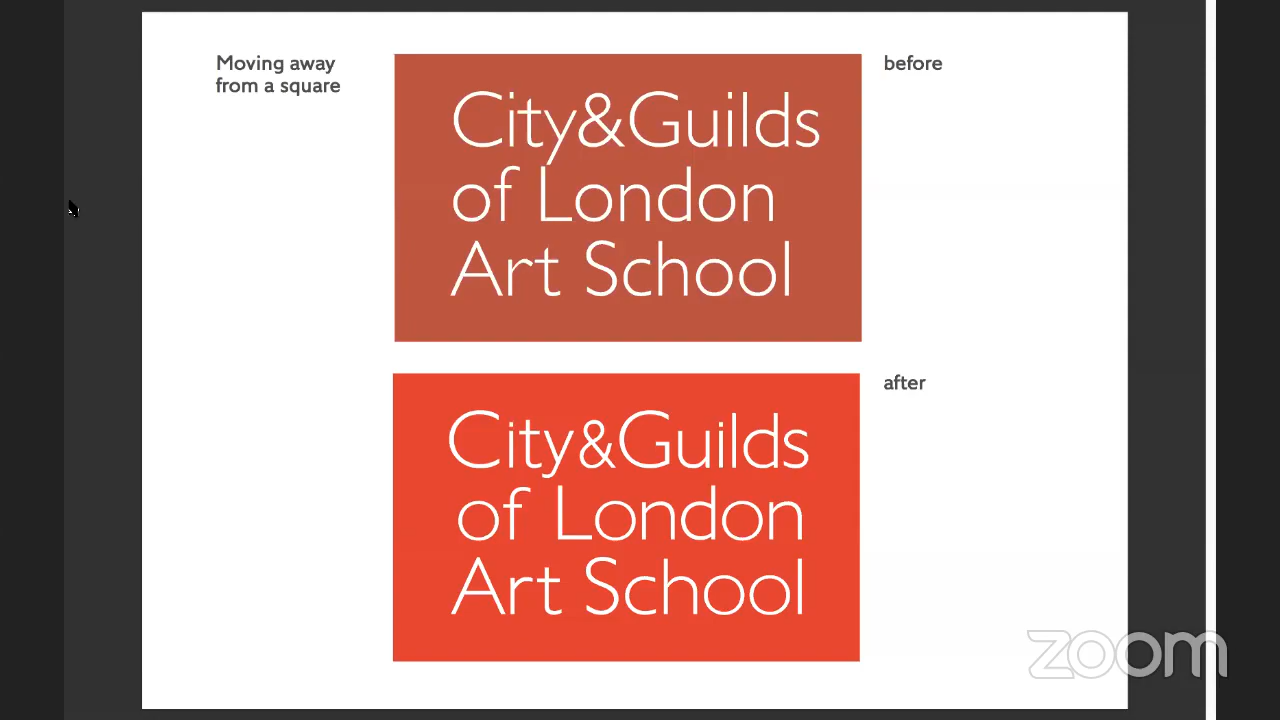 Moving away
from a square
City&Guilds
of London
Art School
before
City&Guilds
of London
Art School
after
zoom